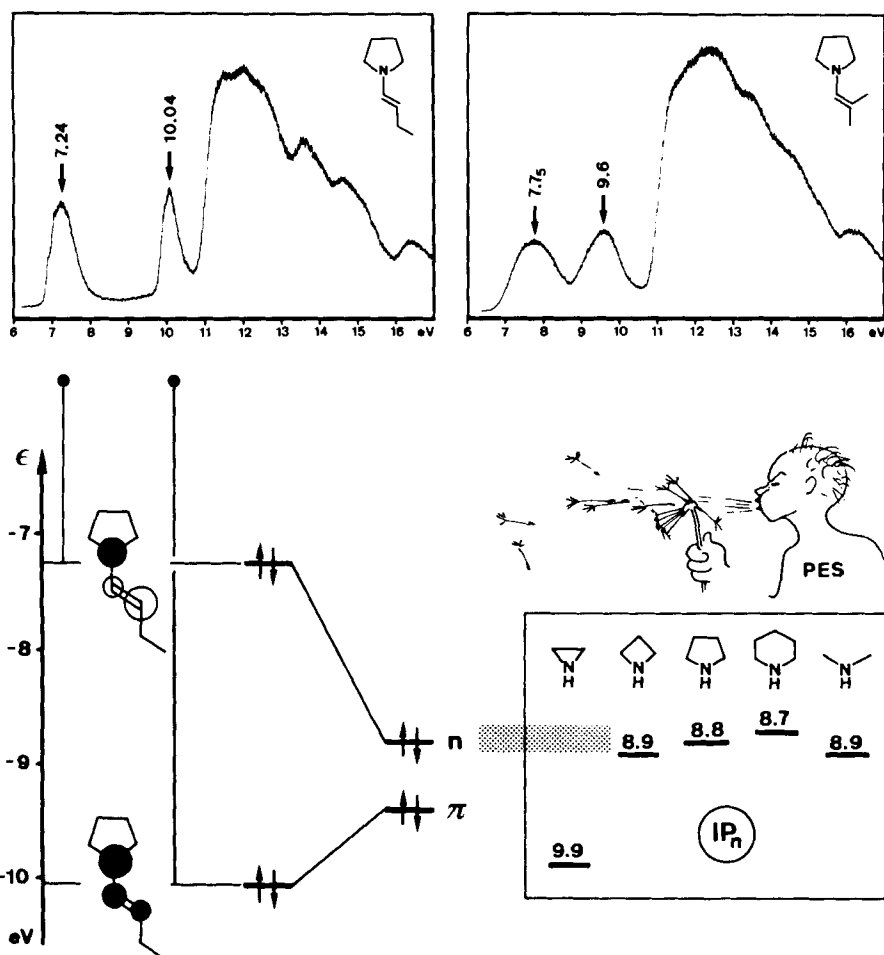 7.24
10.04
N
6 7 8 9 10 11 12 13 14 15 16 eV
7.7₅
9.6
N
6 7 8 9 10 11 12 13 14 15 16 eV
ϵ
-7
-8
-9
-10
eV
n
π
PES
N H
N H
N H
N H
N H
8.9
8.8
8.7
8.9
9.9
IPₙ